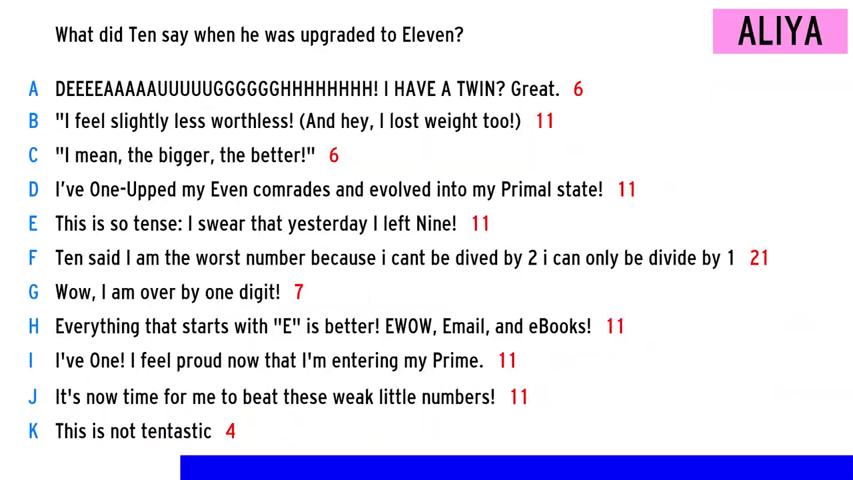 What did Ten say when he was upgraded to Eleven?
ALIYA
A DEEEEAAAAAUUUUUGGGGGGHHHHHHHH! I HAVE A TWIN? Great. 6
B "I feel slightly less worthless! (And hey, I lost weight too!) 11
C "I mean, the bigger, the better!" 6
D I've One-Upped my Even comrades and evolved into my Primal state! 11
E This is so tense: I swear that yesterday I left Nine! 11
F Ten said I am the worst number because i cant be dived by 2 i can only be divide by 1 21
G Wow, I am over by one digit! 7
H Everything that starts with "E" is better! EWOW, Email, and eBooks! 11
I I've One! I feel proud now that I'm entering my Prime. 11
J It's now time for me to beat these weak little numbers! 11
K This is not tentastic 4